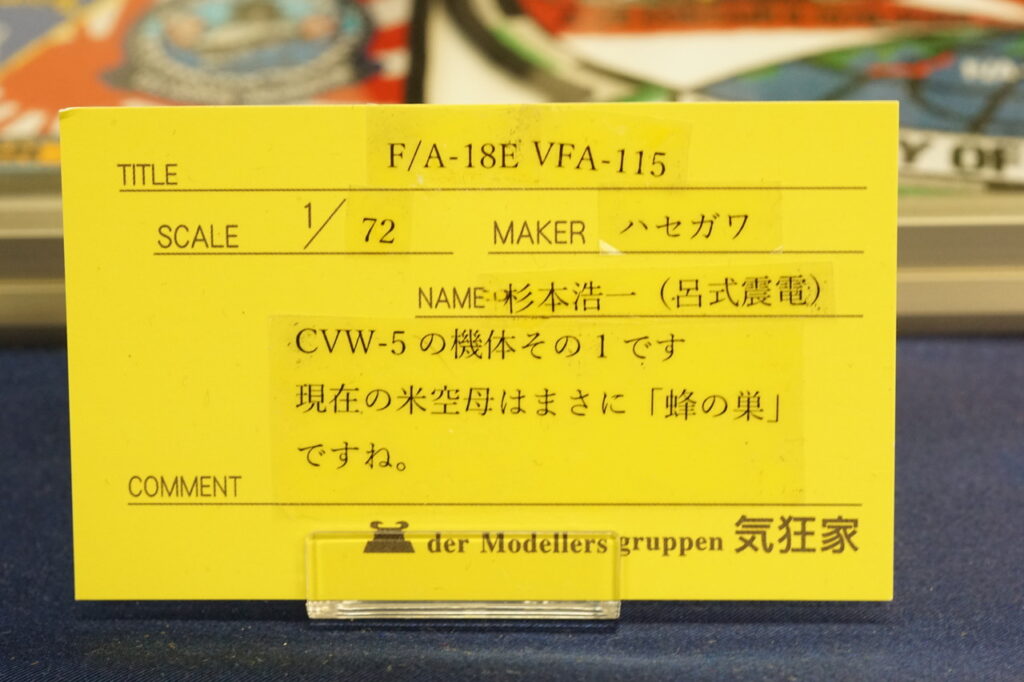 TITLE F/A-18E VFA-115
SCALE 1/72 MAKER ハセガワ
NAME 杉本浩一（呂式震電）
CVW-5の機体その1です
現在の米空母はまさに「蜂の巣」
ですね。
COMMENT
der Modellers gruppen 気狂家
Y OF